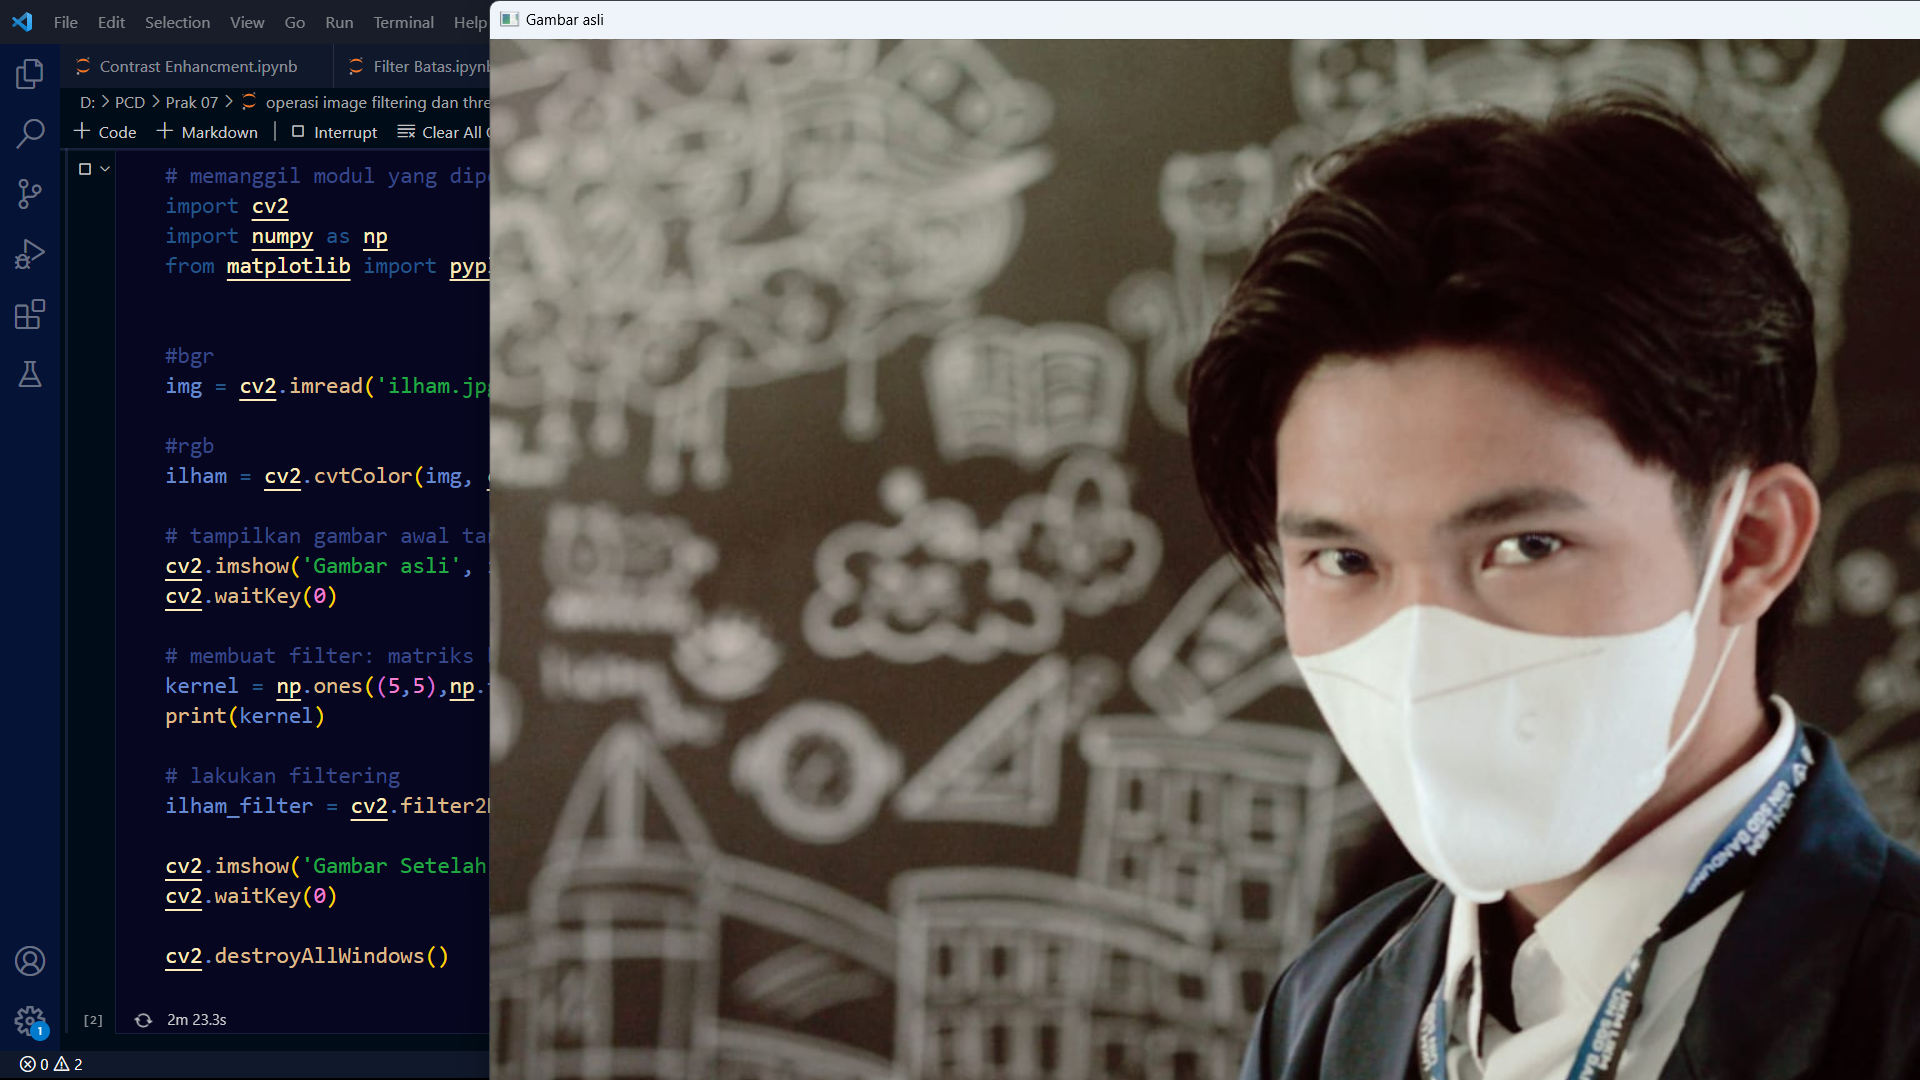 File Edit Selection View Go Run Terminal Help
Gambar asli
Contrast Enhancment.ipynb Filter Batas.ipynb
D: > PCD > Prak 07 > operasi image filtering dan thre
+ Code + Markdown | Interrupt Clear All
# memanggil modul yang dip
import cv2
import numpy as np
from matplotlib import pyp
#bgr
img = cv2.imread('ilham.jpg
#rgb
ilham = cv2.cvtColor(img,
# tampilkan gambar awal ta
cv2.imshow('Gambar asli',
cv2.waitKey(0)
# membuat filter: matriks
kernel = np.ones((5,5),np.
print(kernel)
# lakukan filtering
ilham_filter = cv2.filter2
cv2.imshow('Gambar Setelah
cv2.waitKey(0)
cv2.destroyAllWindows()
[2] 2m 23.3s
1
0 2
UIN SGD BANDUNG